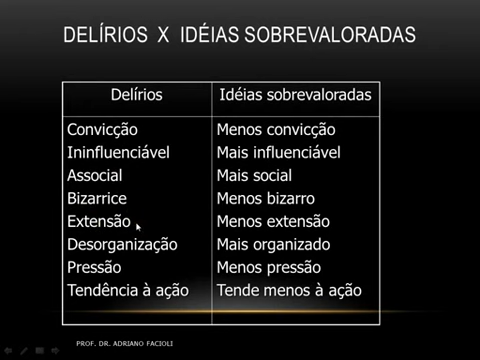 DELÍRIOS X IDÉIAS SOBREVALORADAS
Delírios Idéias sobrevaloradas
Convicção Menos convicção
Ininfluenciável Mais influenciável
Associal Mais social
Bizarrice Menos bizarro
Extensão Menos extensão
Desorganização Mais organizado
Pressão Menos pressão
Tendência à ação Tende menos à ação
PROF. DR. ADRIANO FACIOLI